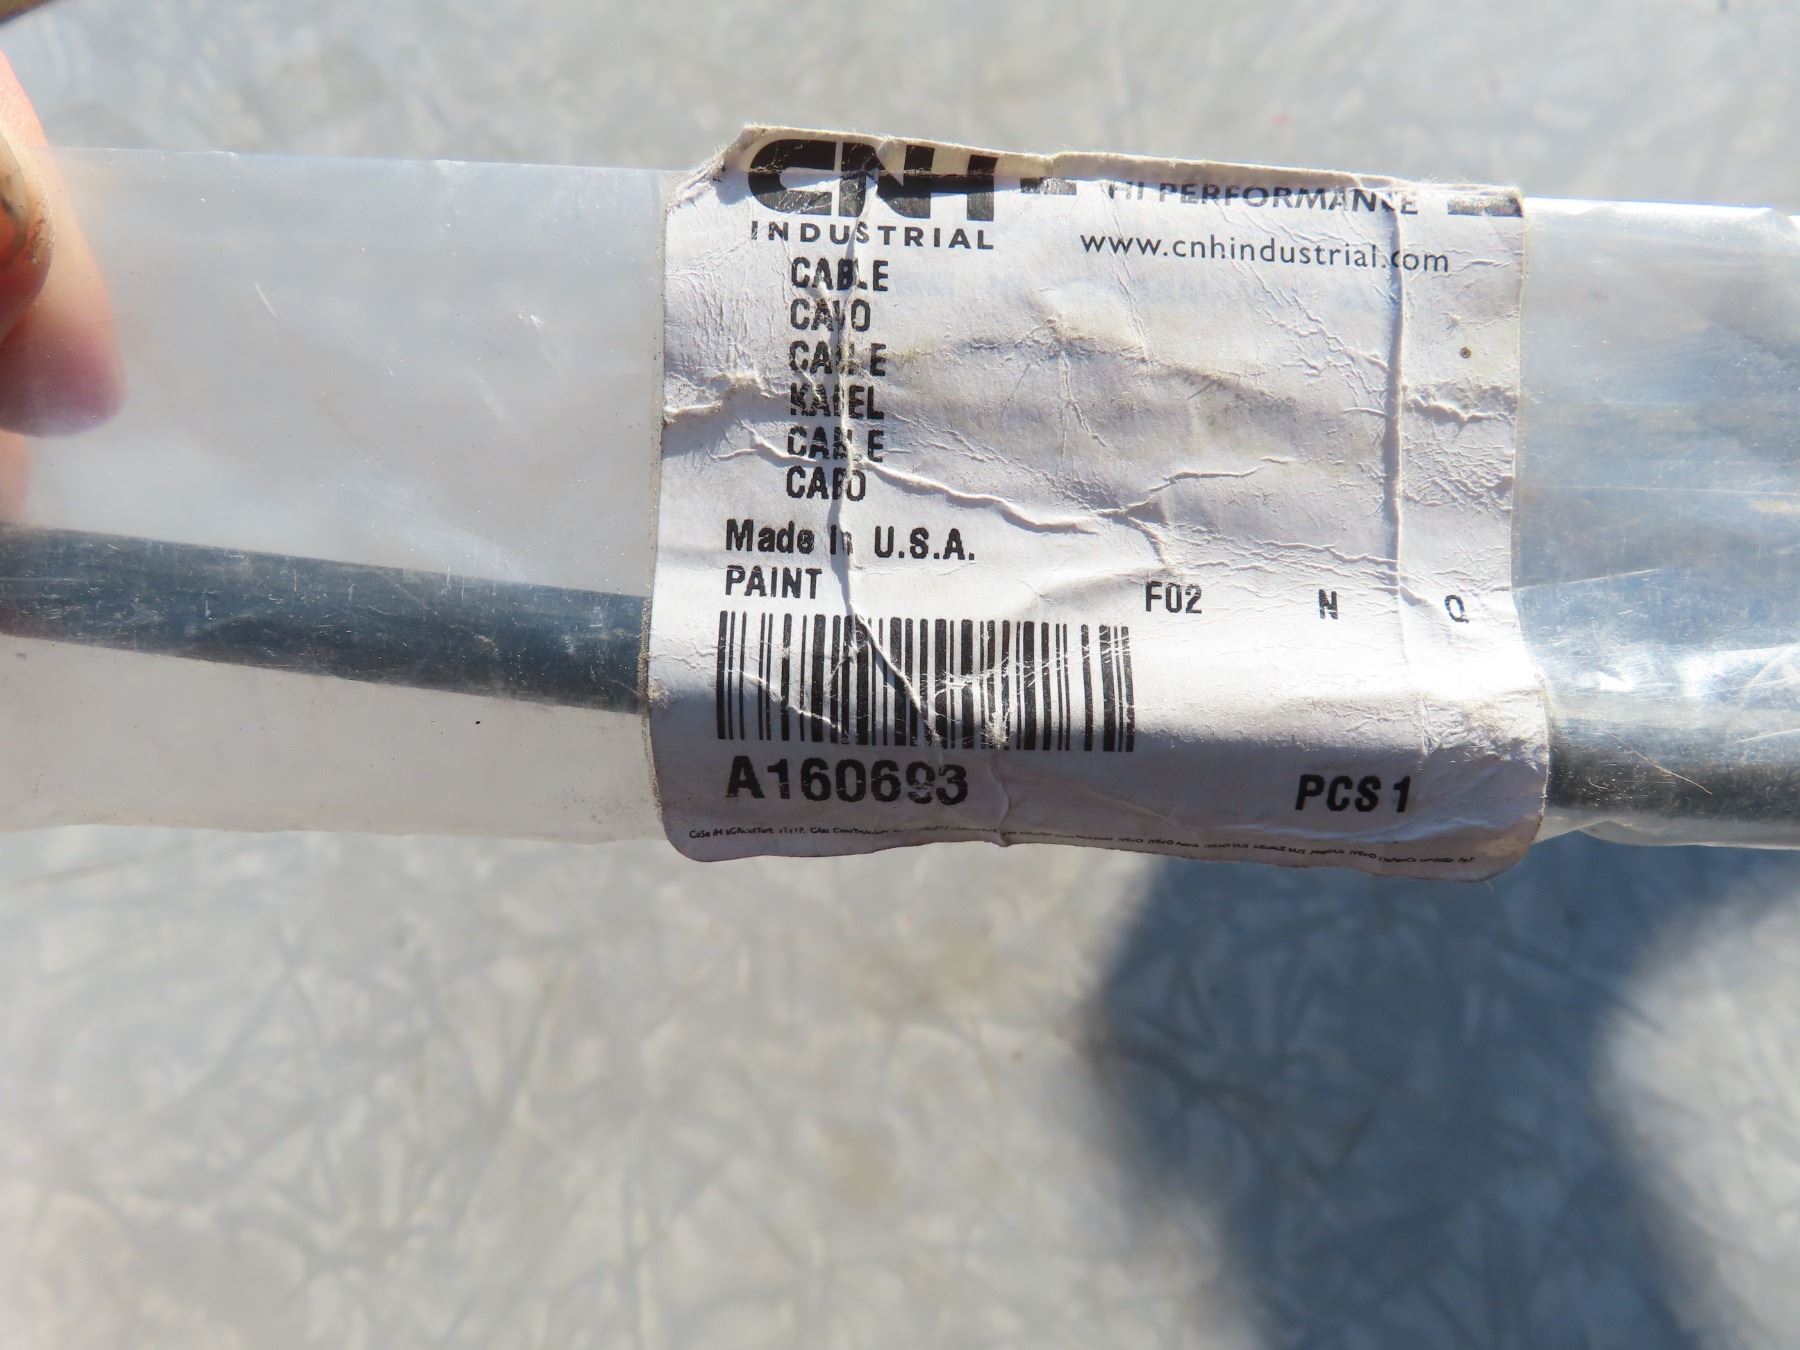 CNH
INDUSTRIAL
HI PERFORMANCE
www.cnhindustrial.com
CABLE
CAVO
CABLE
KABEL
CABLE
CABO
Made in U.S.A.
PAINT F02 N Q
A160693 PCS 1